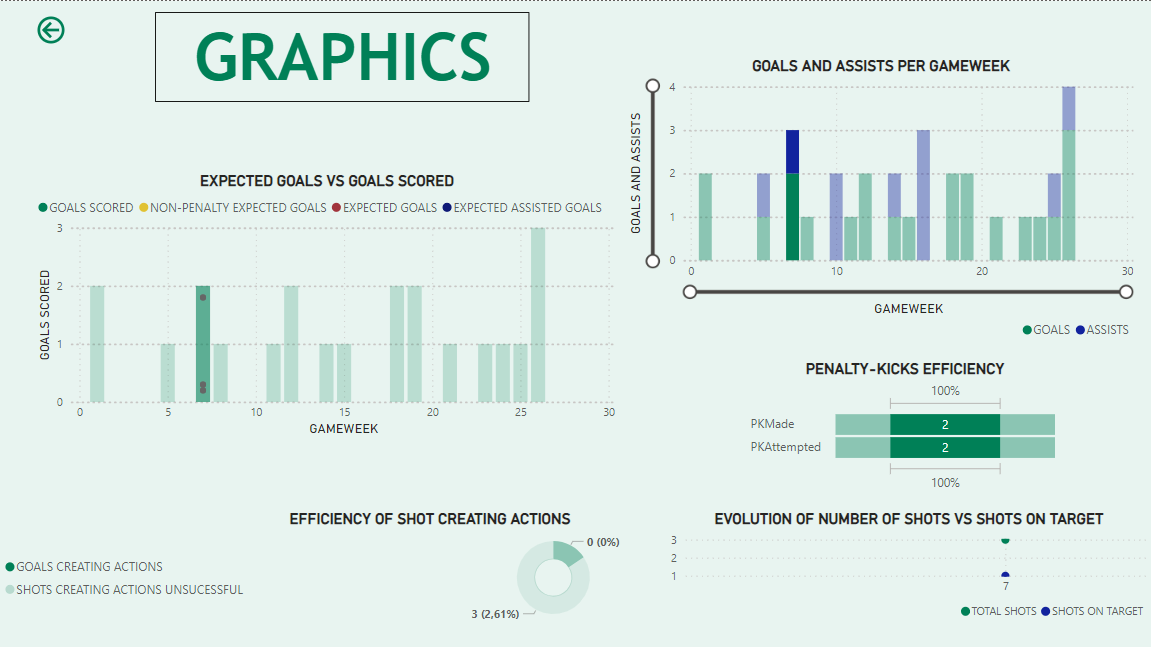 GRAPHICS
EXPECTED GOALS VS GOALS SCORED
GOALS SCORED NON-PENALTY EXPECTED GOALS EXPECTED GOALS EXPECTED ASSISTED GOALS
GOALS SCORED
3
2
1
0
0 5 10 15 20 25 30
GAMEWEEK
GOALS AND ASSISTS PER GAMEWEEK
GOALS AND ASSISTS
4
3
2
1
0
0 10 20 30
GAMEWEEK
GOALS ASSISTS
PENALTY-KICKS EFFICIENCY
100%
PKMade 2
PKAttempted 2
100%
EFFICIENCY OF SHOT CREATING ACTIONS
GOALS CREATING ACTIONS
SHOTS CREATING ACTIONS UNSUCESSFUL
0 (0%)
3 (2,61%)
EVOLUTION OF NUMBER OF SHOTS VS SHOTS ON TARGET
3
2
1
7
TOTAL SHOTS SHOTS ON TARGET